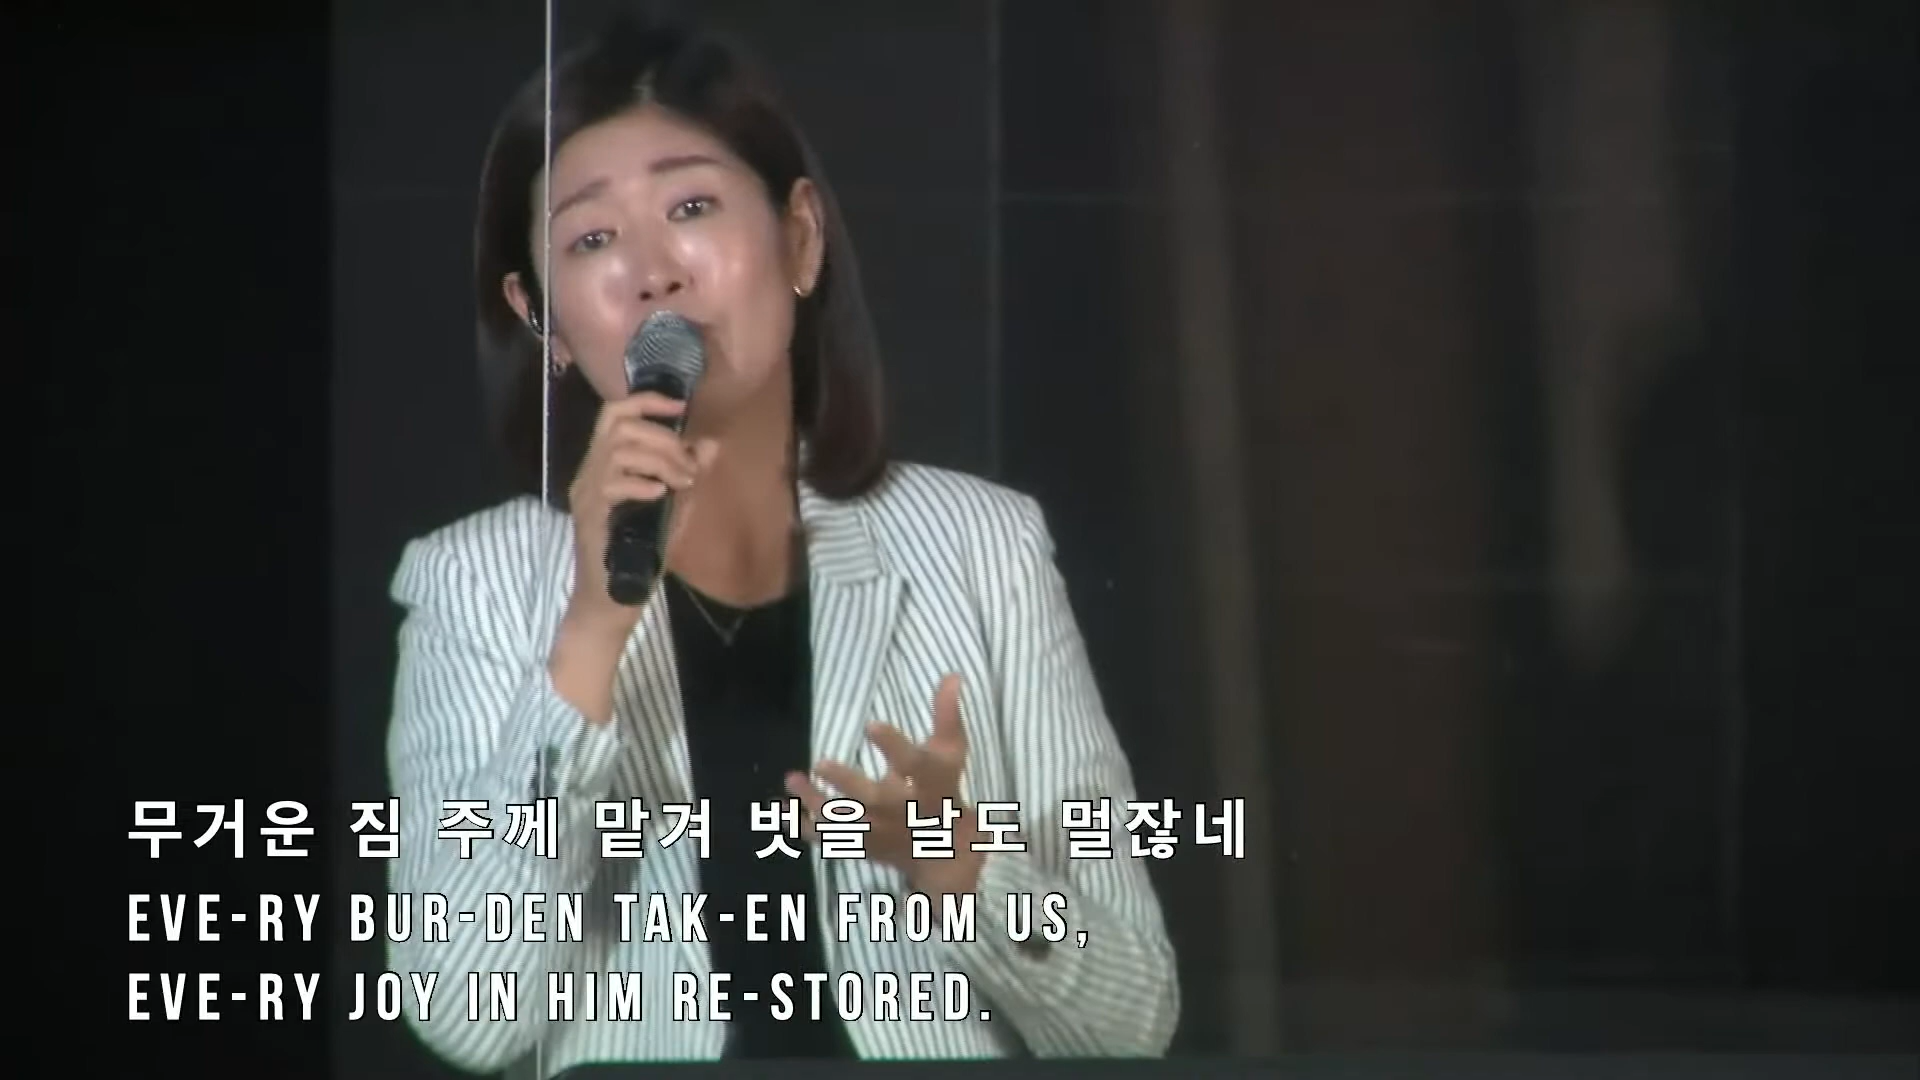 무거운 짐 주께 맡겨 벗을 날도 멀잖네
EVE-RY BUR-DEN TAK-EN FROM US,
EVE-RY JOY IN HIM RE-STORED.